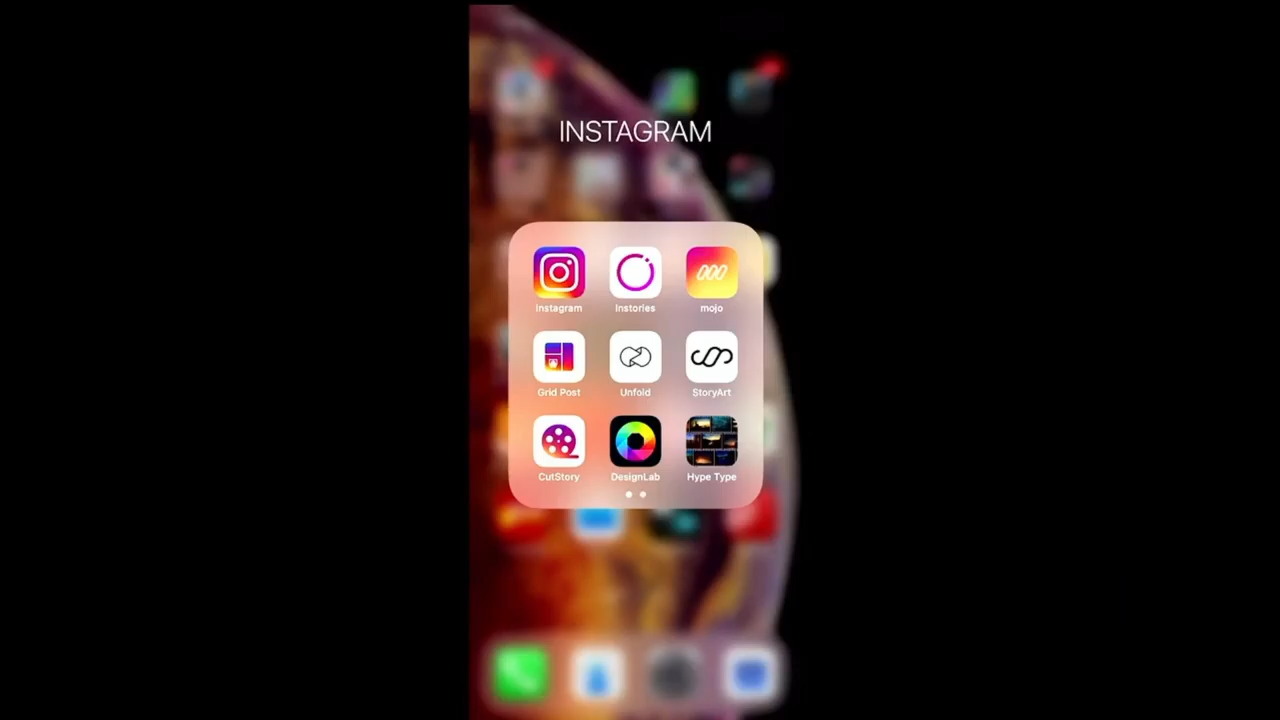 INSTAGRAM
Instagram Instories mojo
Grid Post Unfold StoryArt
CutStory DesignLab Hype Type